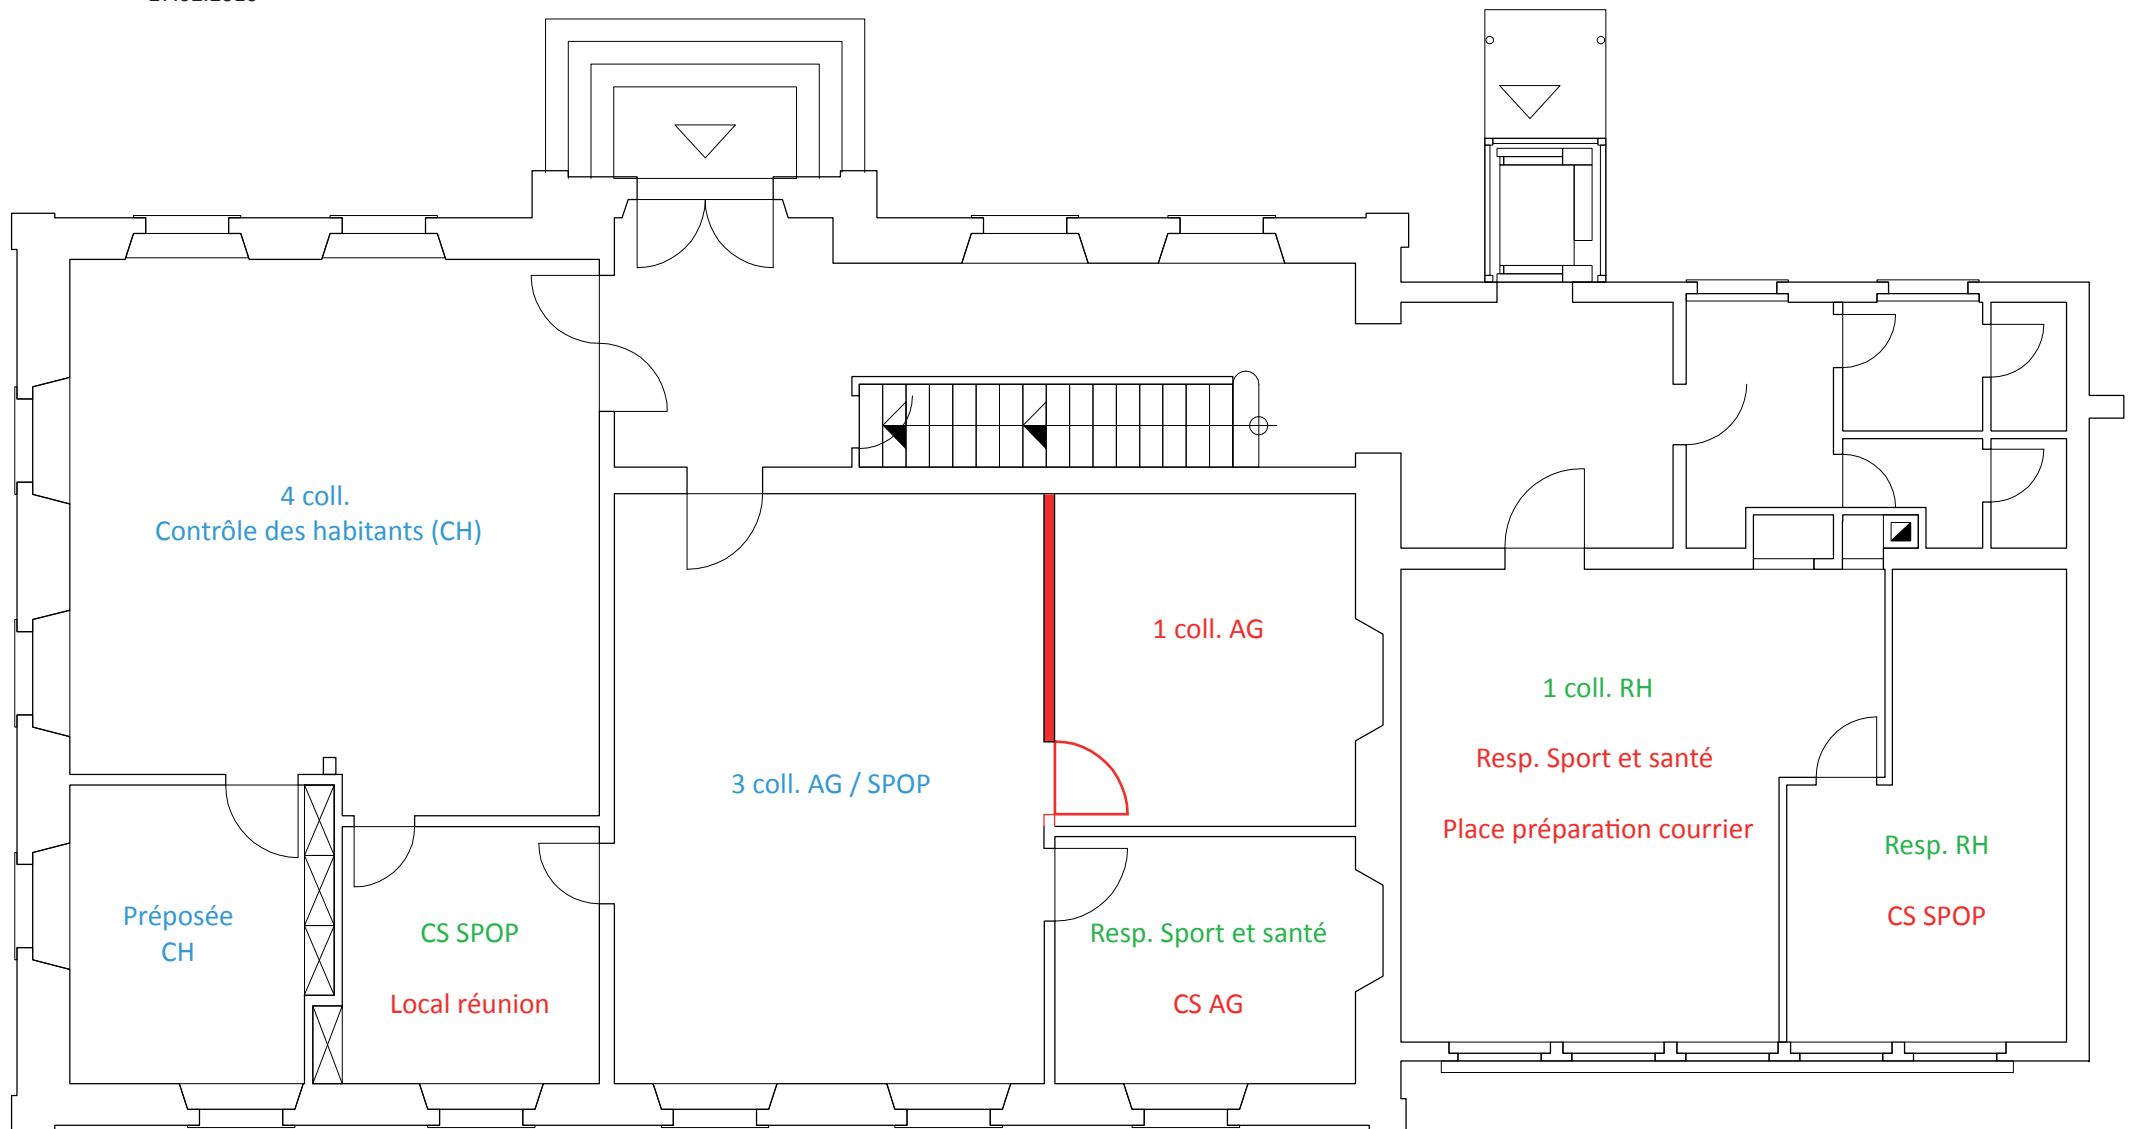 4 coll.
Contrôle des habitants (CH)
1 coll. AG
1 coll. RH
Resp. Sport et santé
Place préparation courrier
3 coll. AG / SPOP
Resp. RH
CS SPOP
Préposée
CH
CS SPOP
Local réunion
Resp. Sport et santé
CS AG